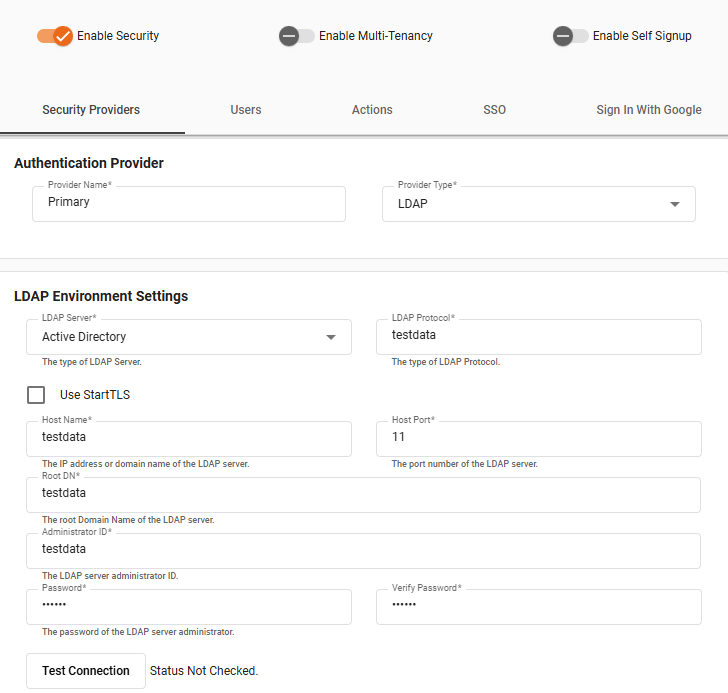 Enable Security Enable Multi-Tenancy Enable Self Signup
Security Providers Users Actions SSO Sign In With Google
Authentication Provider
Provider Name* Provider Type*
Primary LDAP
LDAP Environment Settings
LDAP Server* LDAP Protocol*
Active Directory testdata
The type of LDAP Server. The type of LDAP Protocol.
Use StartTLS
Host Name* Host Port*
testdata 11
The IP address or domain name of the LDAP server. The port number of the LDAP server.
Root DN*
testdata
The root Domain Name of the LDAP server.
Administrator ID*
testdata
The LDAP server administrator ID.
Password* Verify Password*
•••••• ••••••
The password of the LDAP server administrator.
Test Connection Status Not Checked.